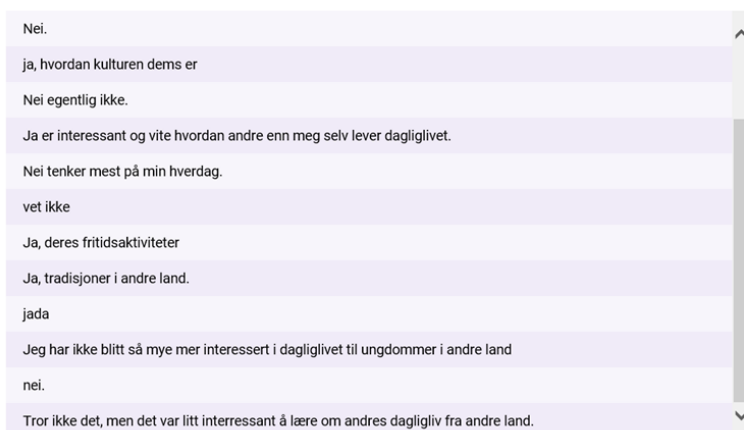 Nei.
ja, hvordan kulturen dems er
Nei egentlig ikke.
Ja er interessant og vite hvordan andre enn meg selv lever dagliglivet.
Nei tenker mest på min hverdag.
vet ikke
Ja, deres fritidsaktiviteter
Ja, tradisjoner i andre land.
jada
Jeg har ikke blitt så mye mer interessert i dagliglivet til ungdommer i andre land
nei.
Tror ikke det, men det var litt interressant å lære om andres dagligliv fra andre land.